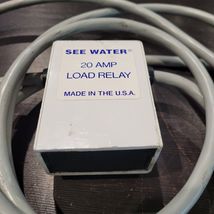 SEE WATER®
20 AMP
LOAD RELAY
MADE IN THE U.S.A.